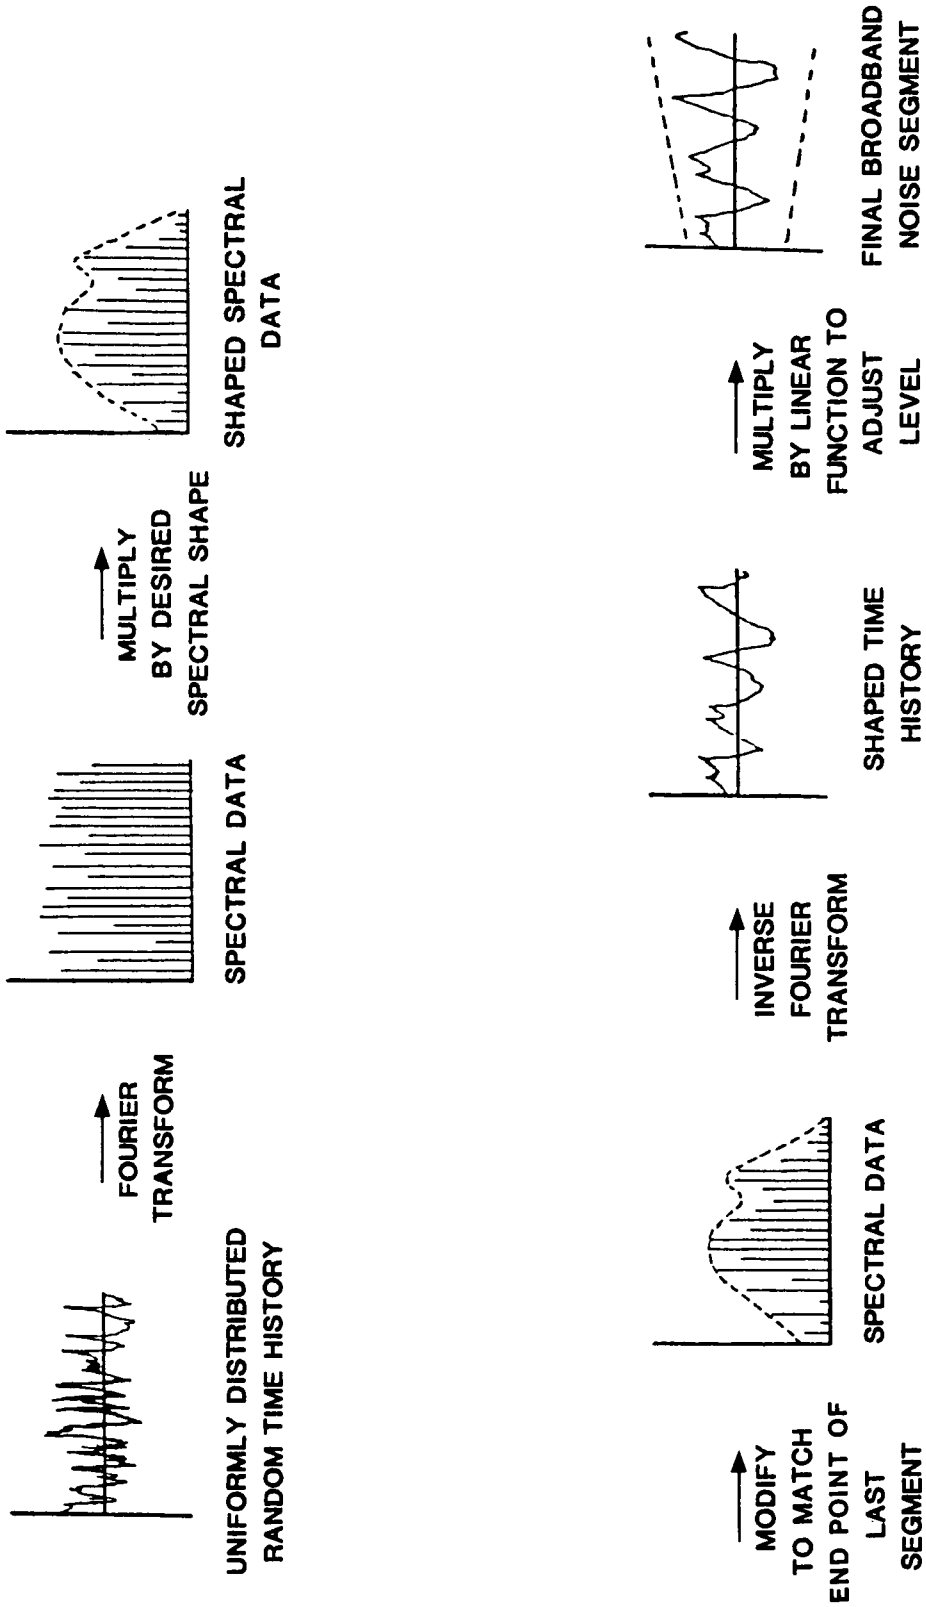 UNIFORMLY DISTRIBUTED
RANDOM TIME HISTORY
FOURIER
TRANSFORM
SPECTRAL DATA
MULTIPLY
BY DESIRED
SPECTRAL SHAPE
SHAPED SPECTRAL
DATA
MODIFY
TO MATCH
END POINT OF
LAST
SEGMENT
SPECTRAL DATA
INVERSE
FOURIER
TRANSFORM
SHAPED TIME
HISTORY
MULTIPLY
BY LINEAR
FUNCTION TO
ADJUST
LEVEL
FINAL BROADBAND
NOISE SEGMENT